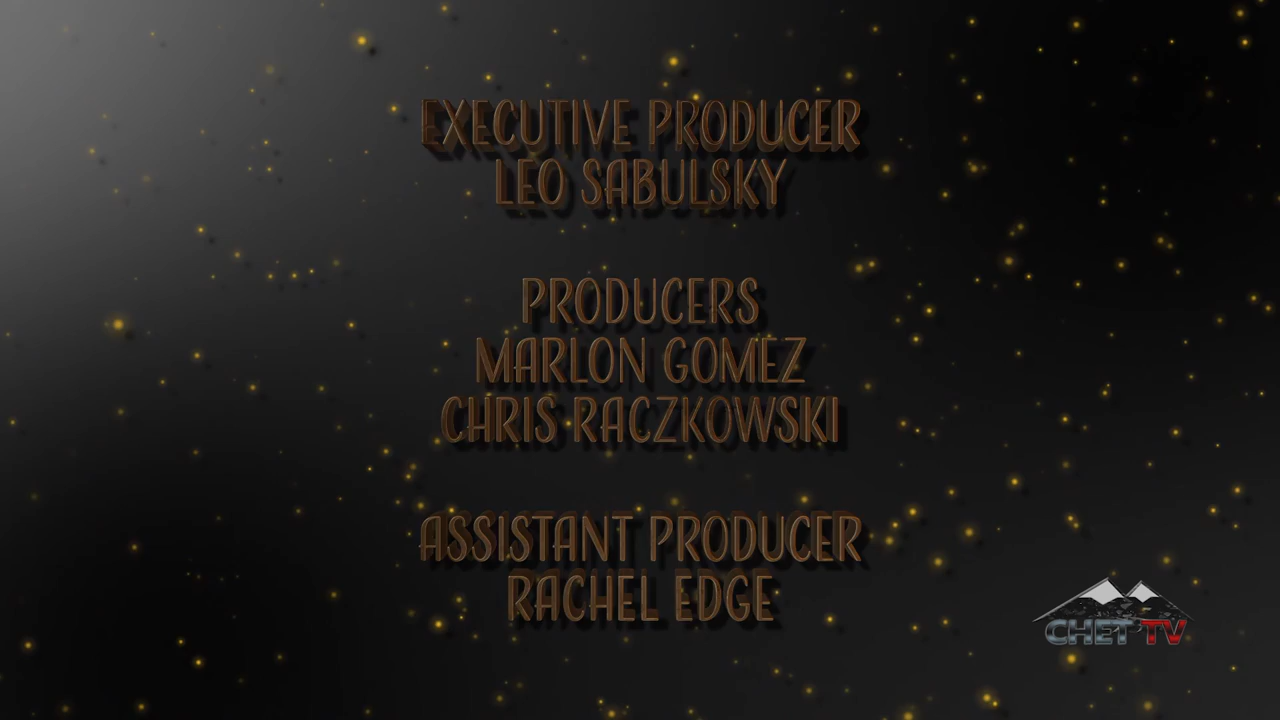 EXECUTIVE PRODUCER
LEO SABULSKY
PRODUCERS
MARLON GOMEZ
CHRIS RACZKOWSKI
ASSISTANT PRODUCER
RACHEL EDGE
CHET TV